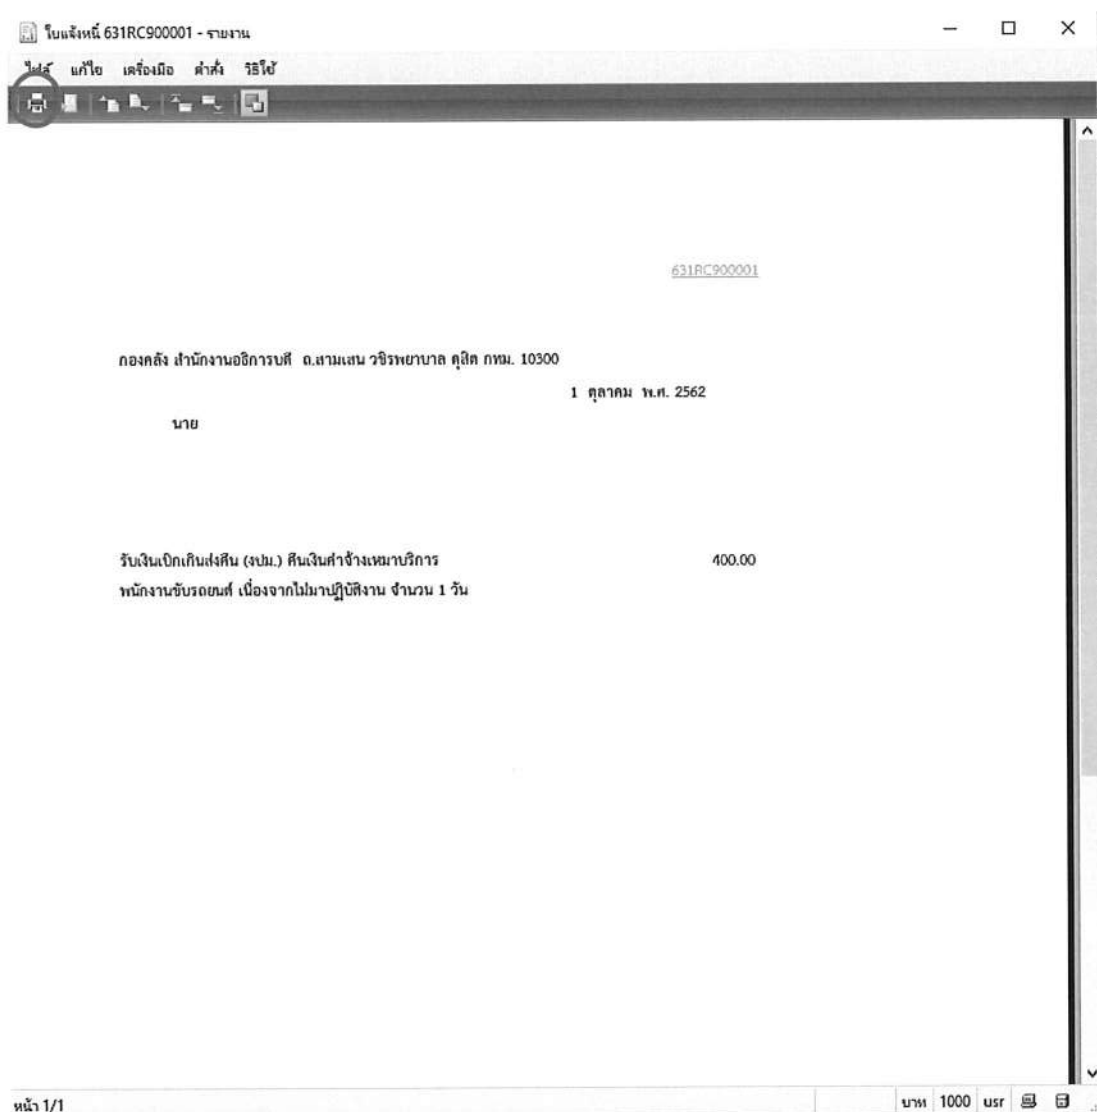 ใบแจ้งหนี้ 631RC900001 - รายงาน
ไฟล์ แก้ไข เครื่องมือ คำสั่ง วิธีใช้
631RC900001
กองคลัง สำนักงานอธิการบดี ถ.สามเสน วชิรพยาบาล ดุสิต กทม. 10300
1 ตุลาคม พ.ศ. 2562
นาย
รับเงินเบิกเกินส่งคืน (งปม.) คืนเงินค่าจ้างเหมาบริการ 400.00
พนักงานขับรถยนต์ เนื่องจากไม่มาปฏิบัติงาน จำนวน 1 วัน
หน้า 1/1 บาท 1000 usr